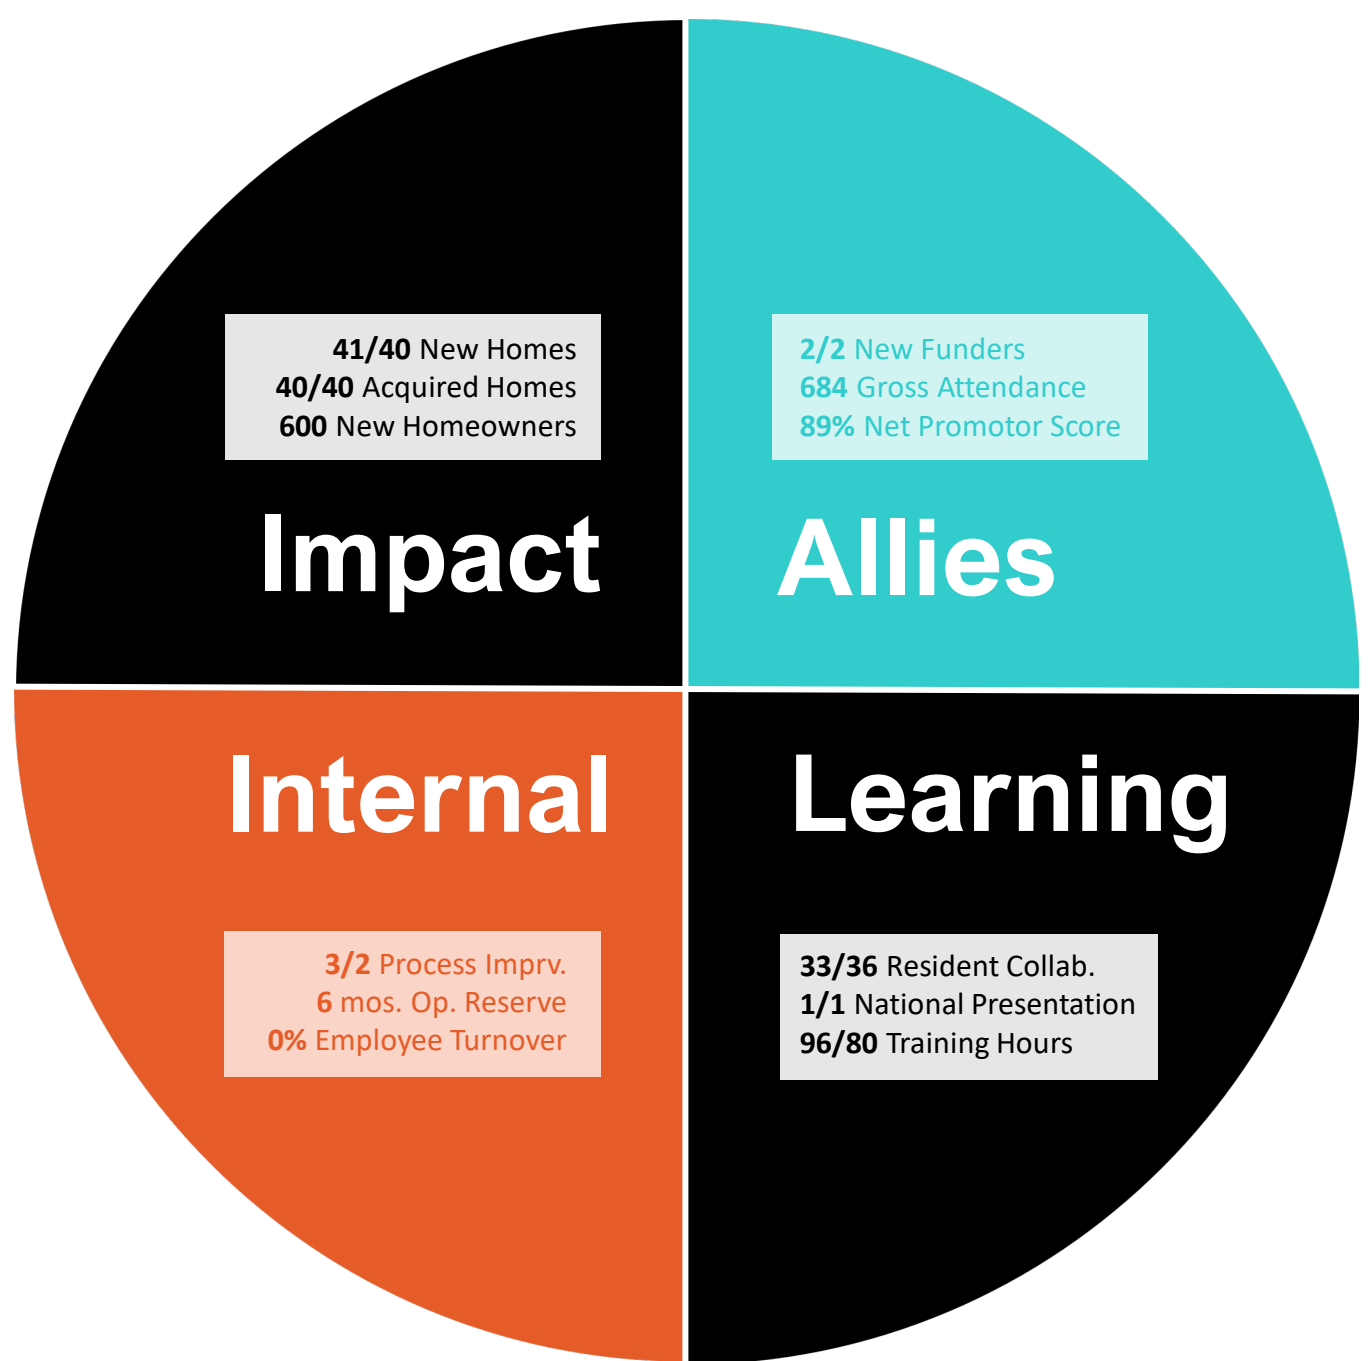 41/40 New Homes
40/40 Acquired Homes
600 New Homeowners
Impact
2/2 New Funders
684 Gross Attendance
89% Net Promotor Score
Allies
Internal
3/2 Process Imprv.
6 mos. Op. Reserve
0% Employee Turnover
Learning
33/36 Resident Collab.
1/1 National Presentation
96/80 Training Hours